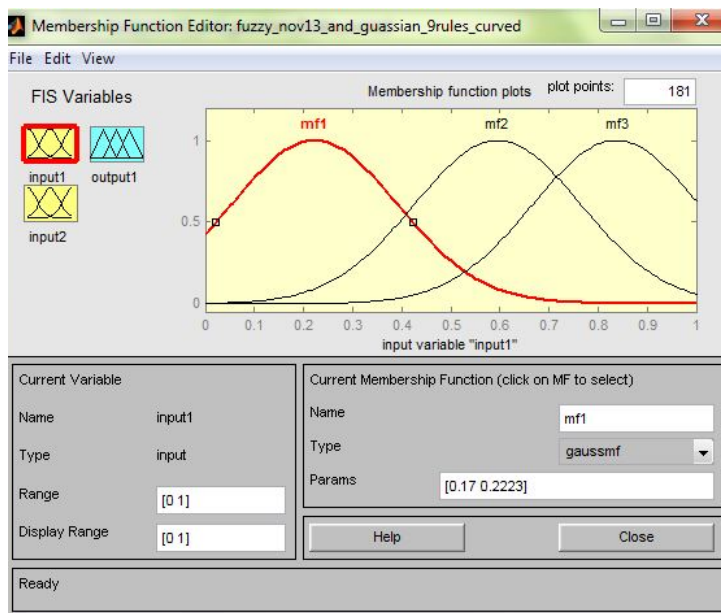 Membership Function Editor: fuzzy_nov13_and_guassian_9rules_curved
File Edit View
FIS Variables
input1
output1
input2
Membership function plots
plot points:
181
mf1
mf2
mf3
1
0.5
0
0 0.1 0.2 0.3 0.4 0.5 0.6 0.7 0.8 0.9 1
input variable "input1"
Current Variable
Name input1
Type input
Range [0 1]
Display Range [0 1]
Current Membership Function (click on MF to select)
Name mf1
Type gaussmf
Params [0.17 0.2223]
Help Close
Ready